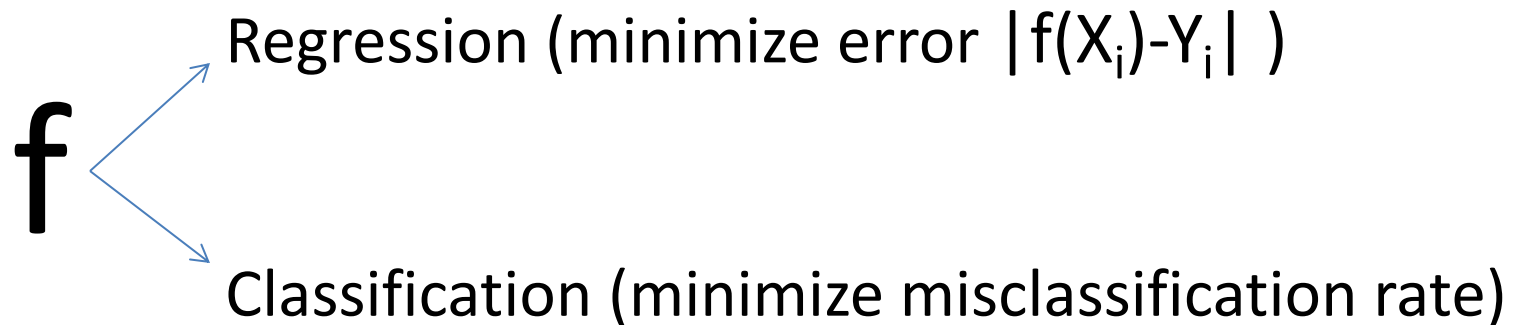 Regression (minimize error |f(Xᵢ)-Yᵢ| )
f
Classification (minimize misclassification rate)